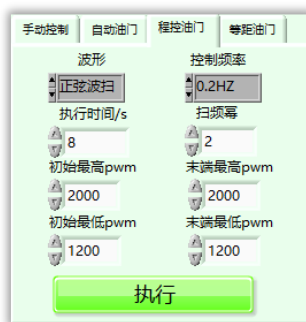 手动控制 自动油门 程控油门 等距油门
波形 控制频率
正弦波扫 0.2HZ
执行时间/s 扫频幂
8 2
初始最高pwm 末端最高pwm
2000 2000
初始最低pwm 末端最低pwm
1200 1200
执行